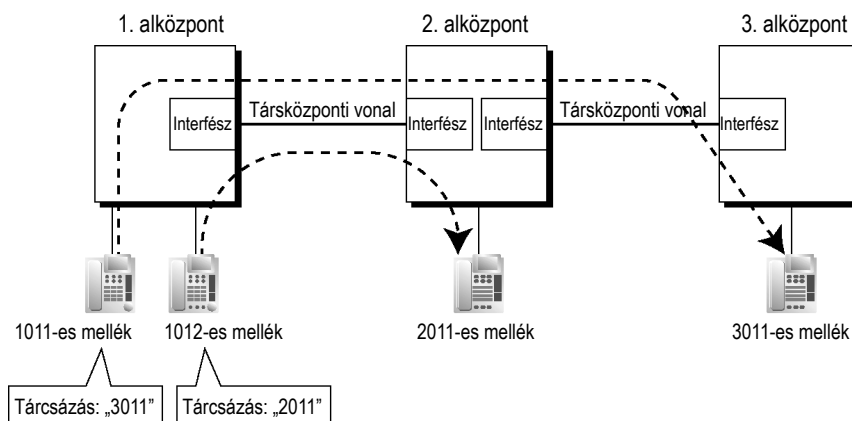 1. alközpont
2. alközpont
3. alközpont
Interfész
Társközponti vonal
Interfész
Interfész
Társközponti vonal
Interfész
1011-es mellék
1012-es mellék
2011-es mellék
3011-es mellék
Tárcsázás: „3011”
Tárcsázás: „2011”